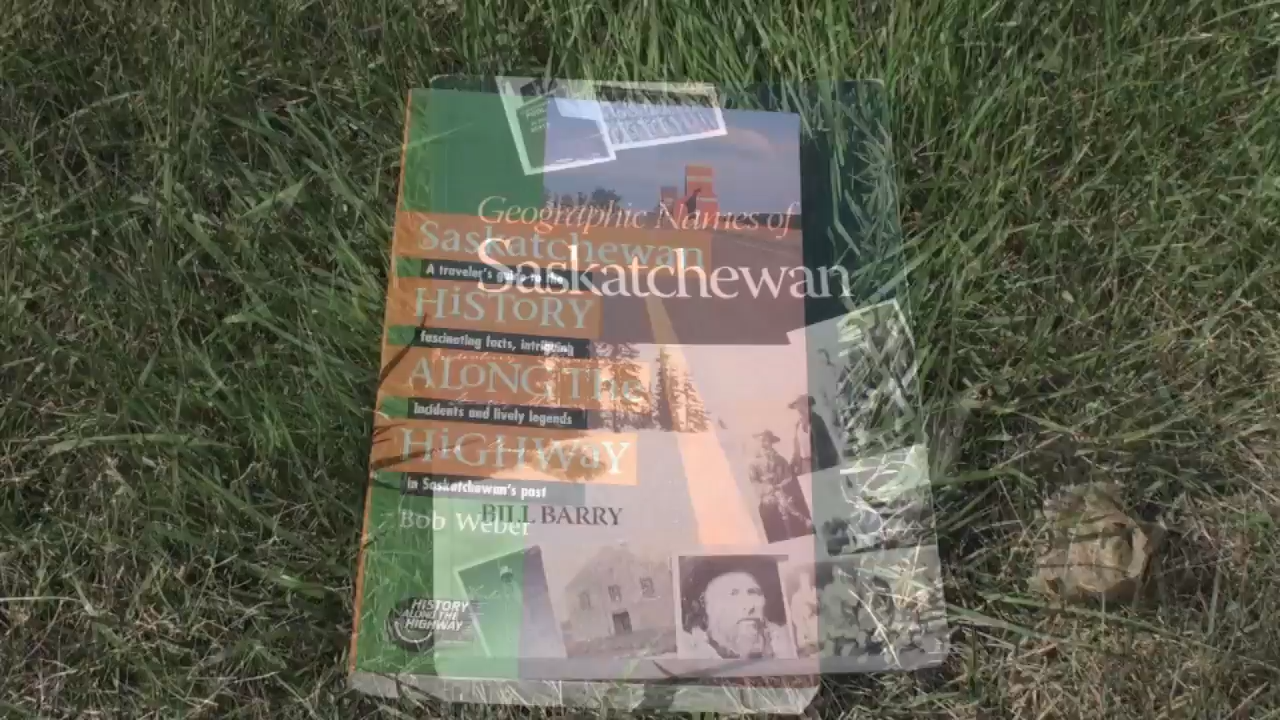 Geographic Names of
Saskatchewan
BILL BARRY
Saskatchewan
A traveler's guide to the
HiSToRY
fascinating facts, intriguing
ALoNG THe
Incidents and lively legends
HiGHWaY
in Saskatchewan's past
Bob Weber
HISTORY
ALONG THE
HIGHWAY